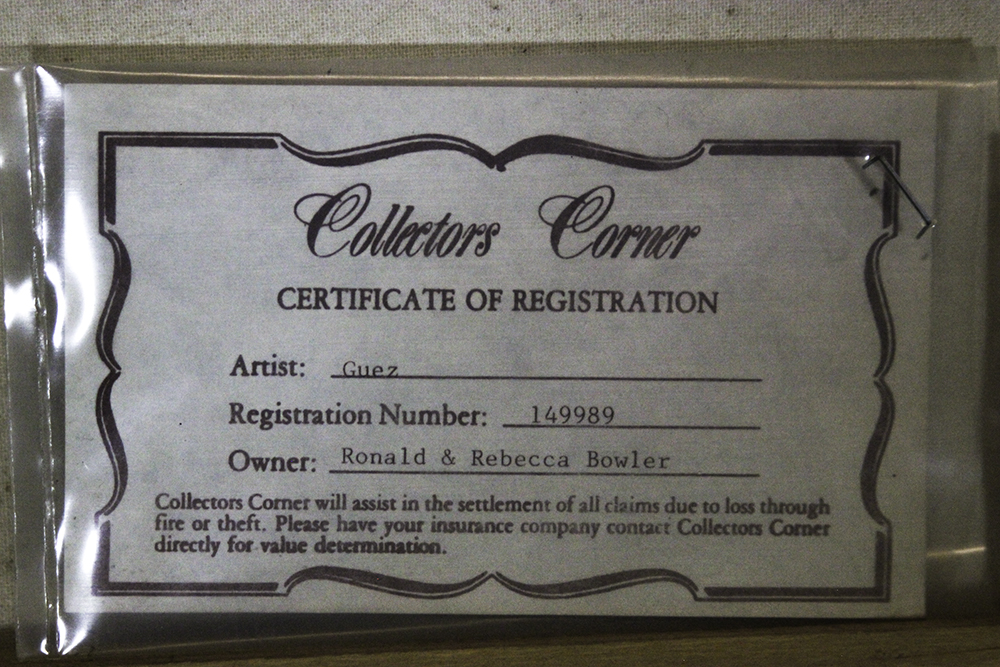 Collectors Corner
CERTIFICATE OF REGISTRATION
Artist: Guez
Registration Number: 149989
Owner: Ronald & Rebecca Bowler
Collectors Corner will assist in the settlement of all claims due to loss through
fire or theft. Please have your insurance company contact Collectors Corner
directly for value determination.